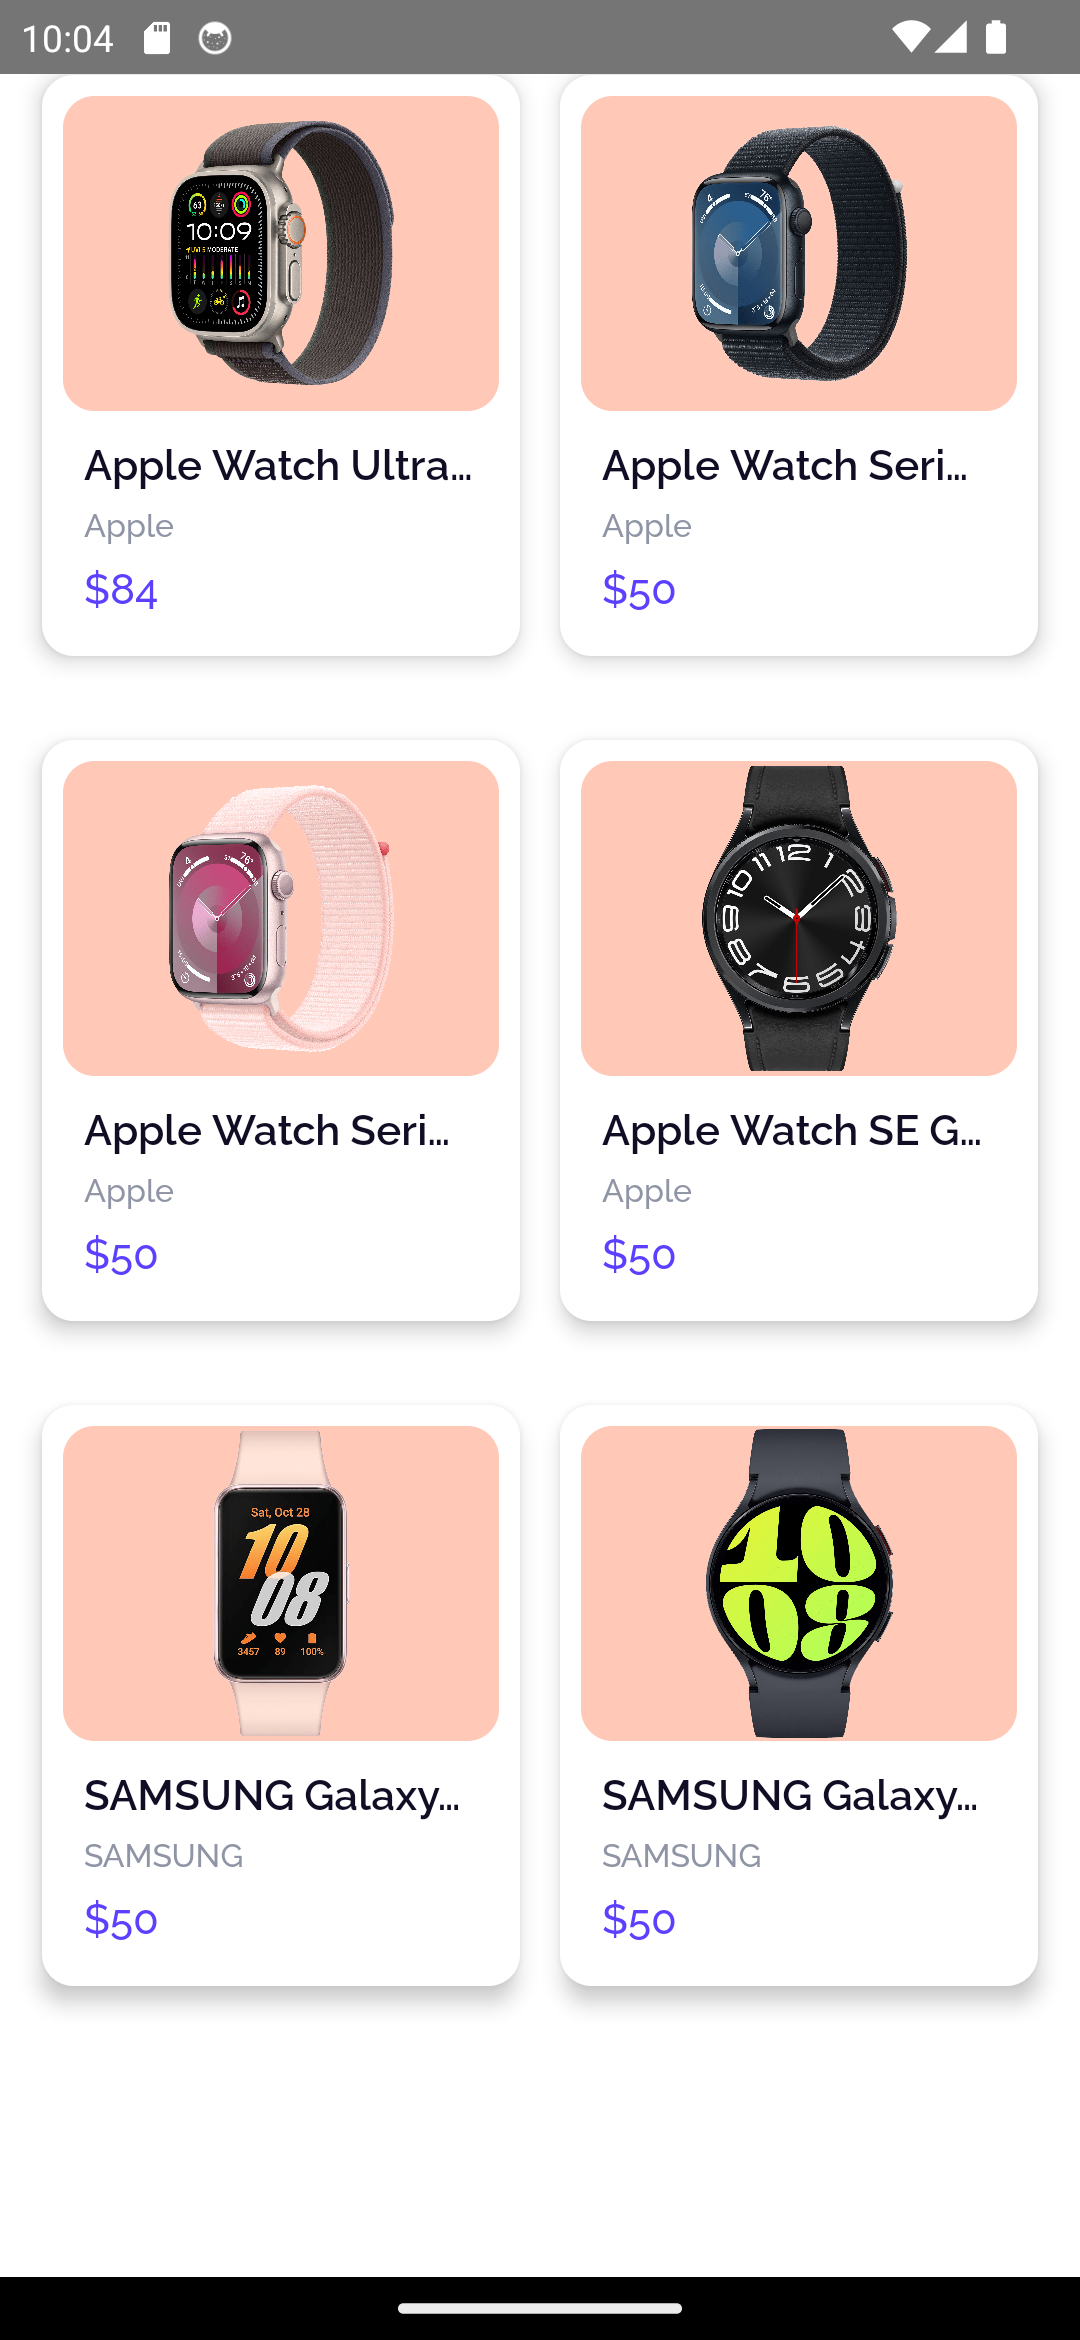 10:04
Apple Watch Ultra...
Apple
$84
Apple Watch Seri...
Apple
$50
Apple Watch Seri...
Apple
$50
Apple Watch SE G...
Apple
$50
Sat, Oct 28
10
08
3457 89 100%
SAMSUNG Galaxy...
SAMSUNG
$50
10
08
SAMSUNG Galaxy...
SAMSUNG
$50